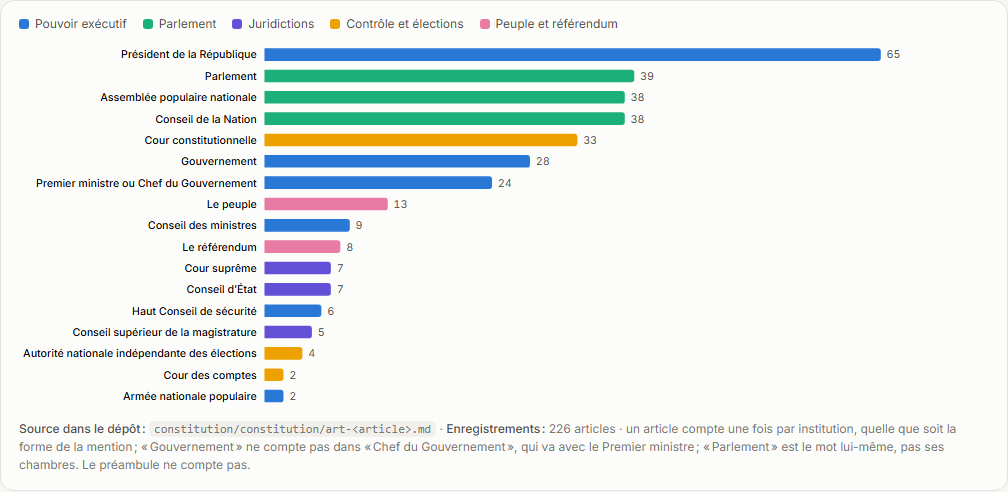 Pouvoir exécutif Parlement Juridictions Contrôle et élections Peuple et référendum
Président de la République 65
Parlement 39
Assemblée populaire nationale 38
Conseil de la Nation 38
Cour constitutionnelle 33
Gouvernement 28
Premier ministre ou Chef du Gouvernement 24
Le peuple 13
Conseil des ministres 9
Le référendum 8
Cour suprême 7
Conseil d’État 7
Haut Conseil de sécurité 6
Conseil supérieur de la magistrature 5
Autorité nationale indépendante des élections 4
Cour des comptes 2
Armée nationale populaire 2
Source dans le dépôt : constitution/constitution/art-<article>.md · Enregistrements : 226 articles · un article compte une fois par institution, quelle que soit la
forme de la mention ; « Gouvernement » ne compte pas dans « Chef du Gouvernement », qui va avec le Premier ministre ; « Parlement » est le mot lui-même, pas ses
chambres. Le préambule ne compte pas.